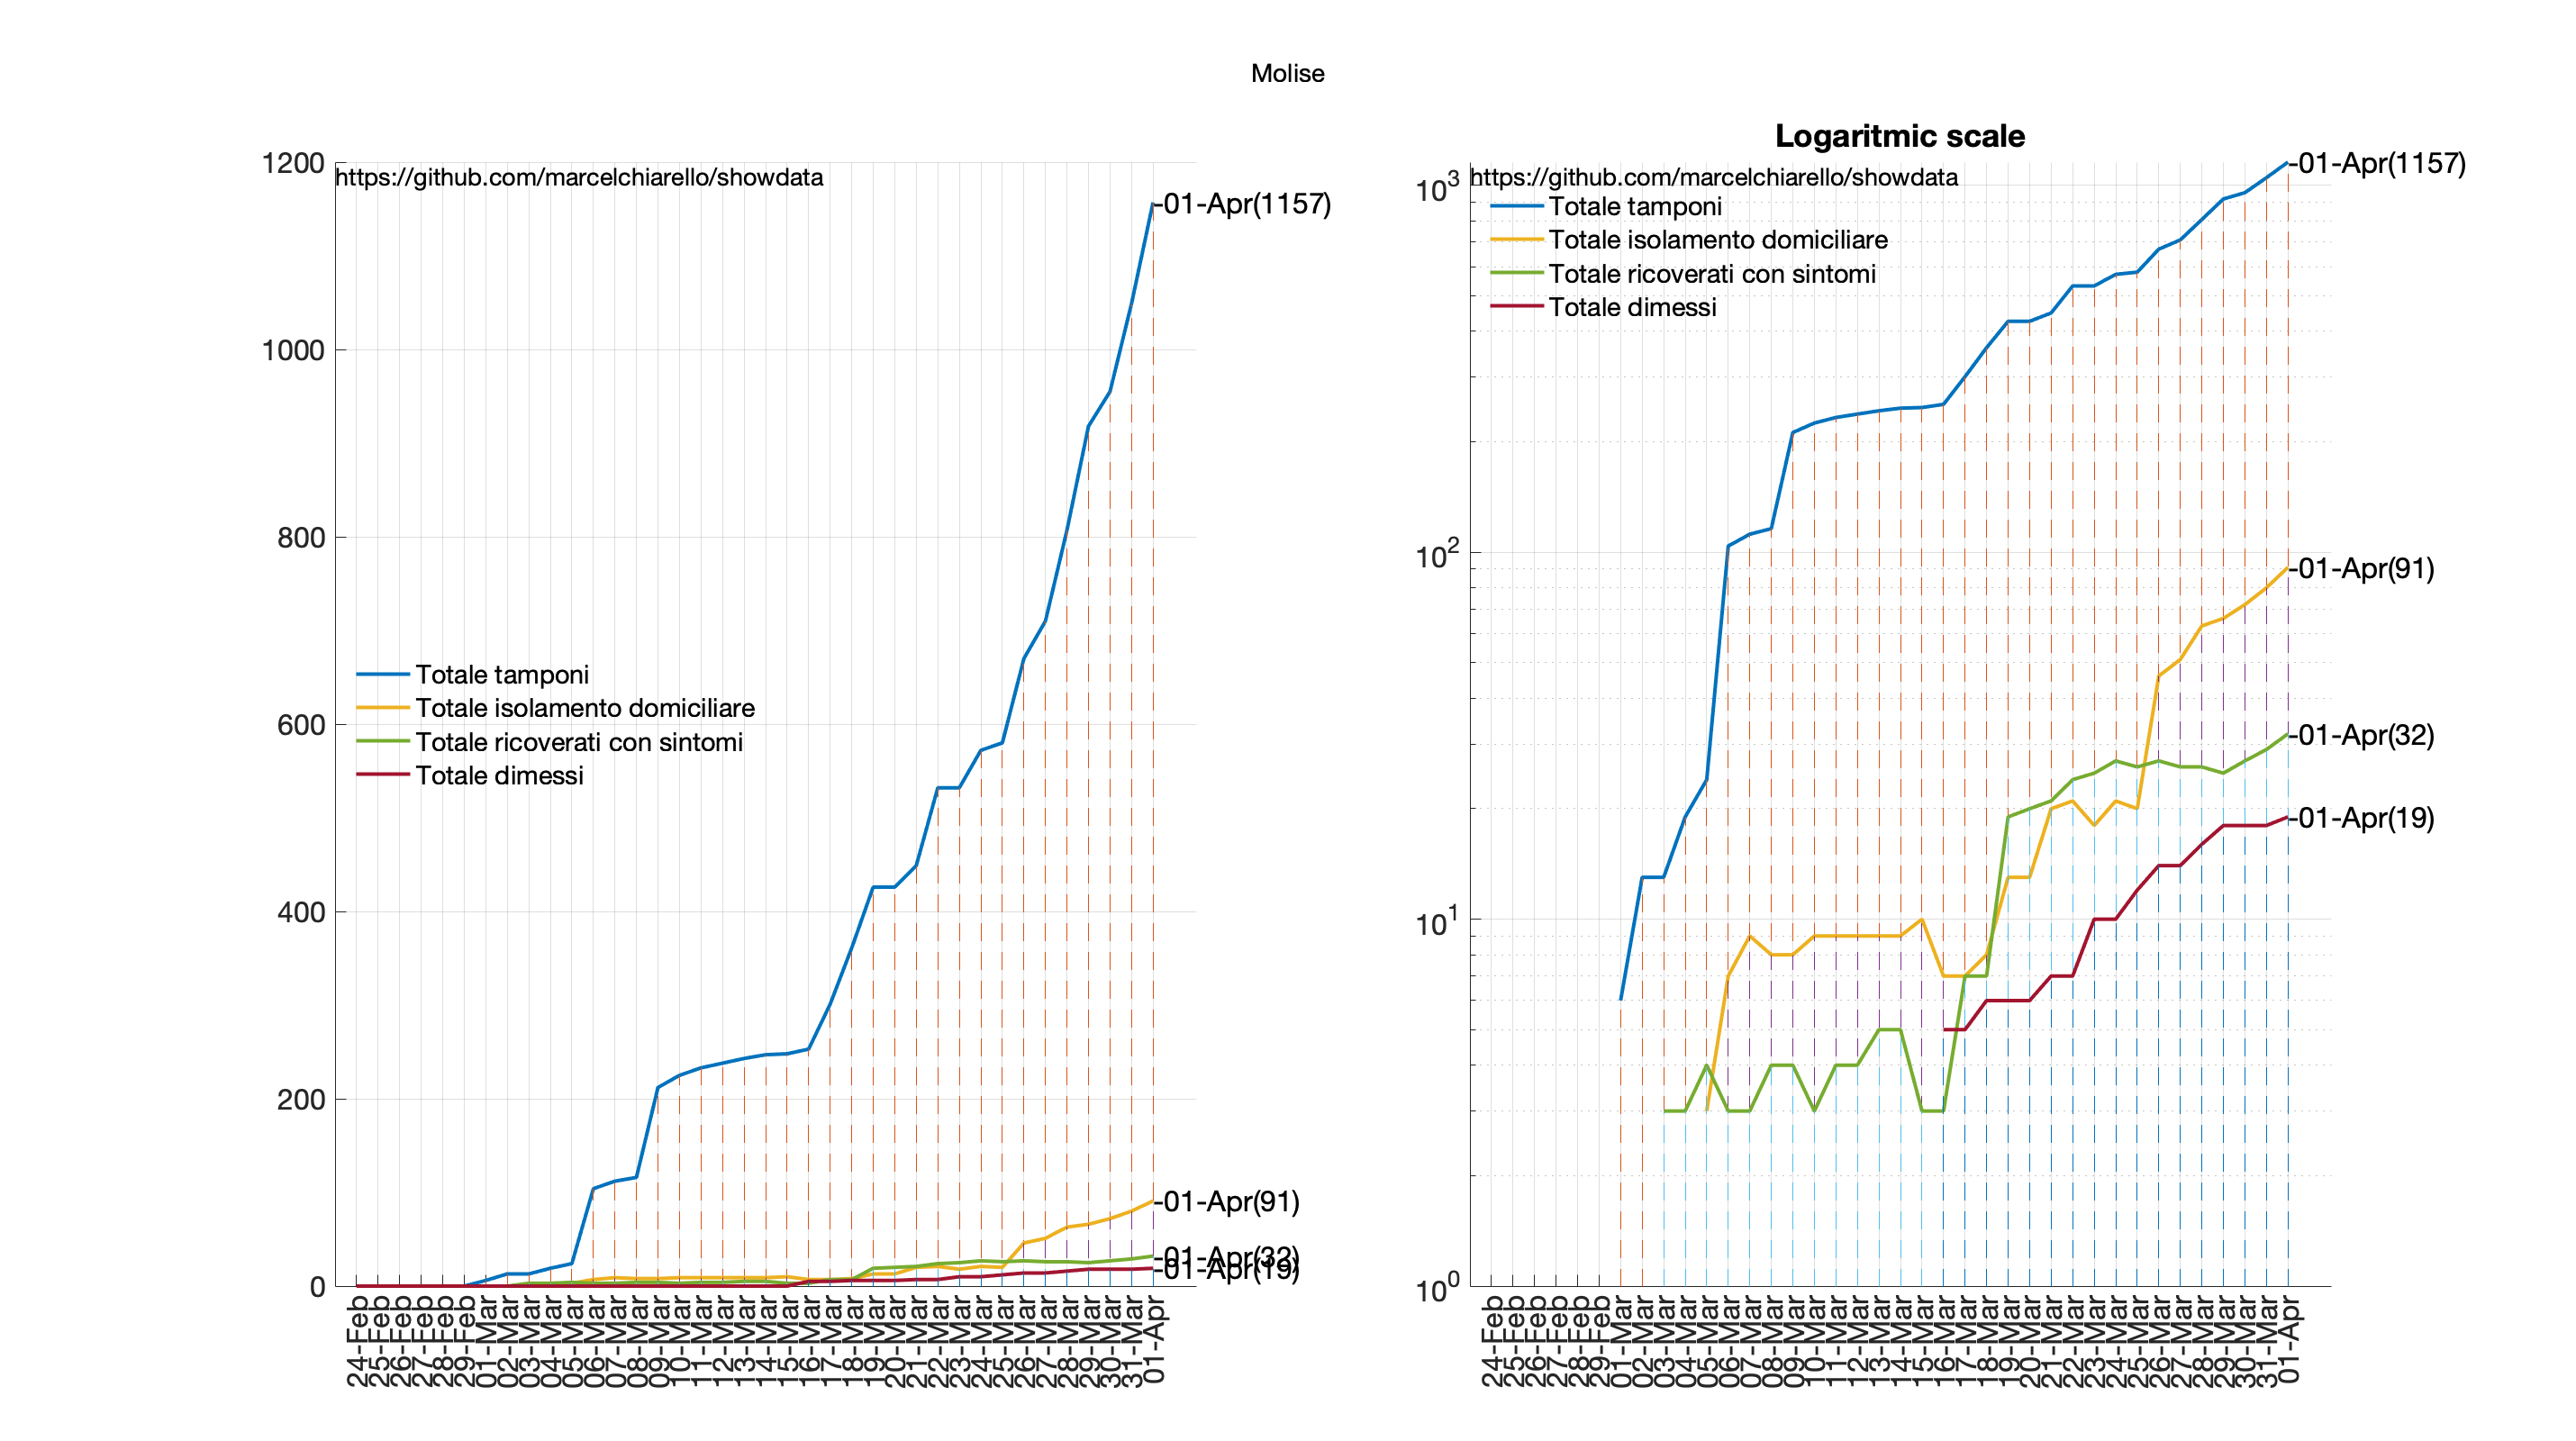 Molise
1200
1000
800
600
400
200
0
https://github.com/marcelchiarello/showdata
Totale tamponi
Totale isolamento domiciliare
Totale ricoverati con sintomi
Totale dimessi
-01-Apr(1157)
-01-Apr(91)
-01-Apr(32)
-01-Apr(19)
24-Feb
25-Feb
26-Feb
27-Feb
28-Feb
29-Feb
01-Mar
02-Mar
03-Mar
04-Mar
05-Mar
06-Mar
07-Mar
08-Mar
09-Mar
10-Mar
11-Mar
12-Mar
13-Mar
14-Mar
15-Mar
16-Mar
17-Mar
18-Mar
19-Mar
20-Mar
21-Mar
22-Mar
23-Mar
24-Mar
25-Mar
26-Mar
27-Mar
28-Mar
29-Mar
30-Mar
31-Mar
01-Apr
Logaritmic scale
10^3
10^2
10^1
10^0
https://github.com/marcelchiarello/showdata
Totale tamponi
Totale isolamento domiciliare
Totale ricoverati con sintomi
Totale dimessi
-01-Apr(1157)
-01-Apr(91)
-01-Apr(32)
-01-Apr(19)
24-Feb
25-Feb
26-Feb
27-Feb
28-Feb
29-Feb
01-Mar
02-Mar
03-Mar
04-Mar
05-Mar
06-Mar
07-Mar
08-Mar
09-Mar
10-Mar
11-Mar
12-Mar
13-Mar
14-Mar
15-Mar
16-Mar
17-Mar
18-Mar
19-Mar
20-Mar
21-Mar
22-Mar
23-Mar
24-Mar
25-Mar
26-Mar
27-Mar
28-Mar
29-Mar
30-Mar
31-Mar
01-Apr